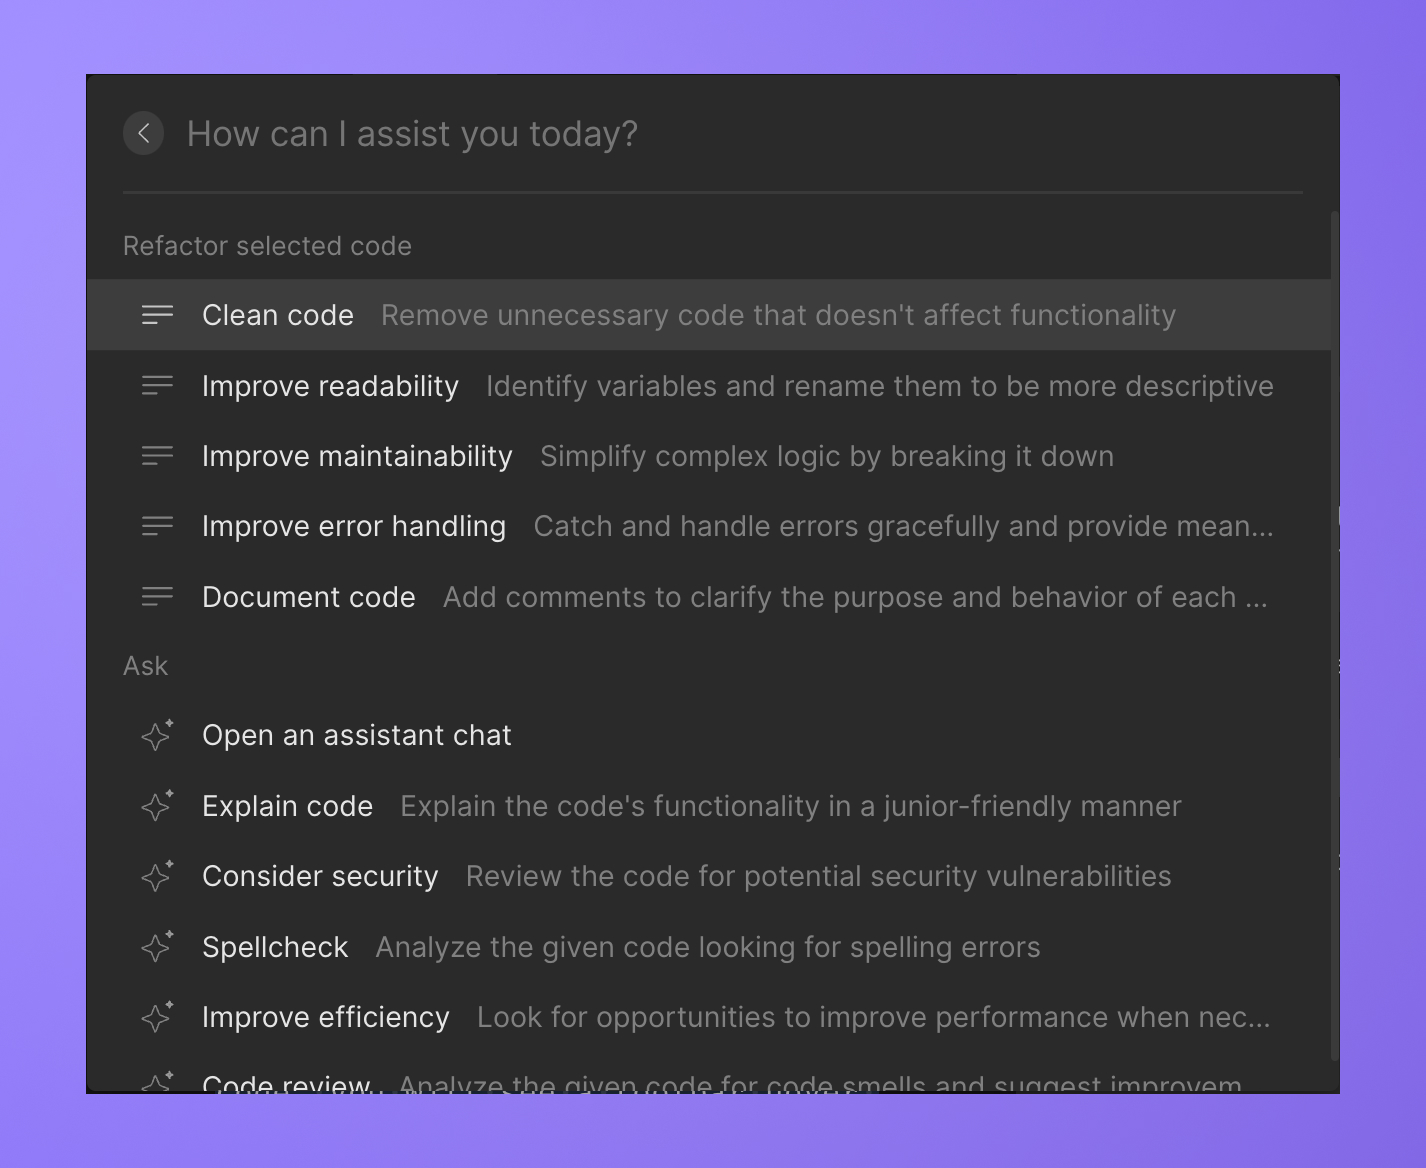 How can I assist you today?
Refactor selected code
Clean code Remove unnecessary code that doesn't affect functionality
Improve readability Identify variables and rename them to be more descriptive
Improve maintainability Simplify complex logic by breaking it down
Improve error handling Catch and handle errors gracefully and provide mean...
Document code Add comments to clarify the purpose and behavior of each ...
Ask
Open an assistant chat
Explain code Explain the code's functionality in a junior-friendly manner
Consider security Review the code for potential security vulnerabilities
Spellcheck Analyze the given code looking for spelling errors
Improve efficiency Look for opportunities to improve performance when nec...
Code review Analyze the given code for code smells and suggest improvem